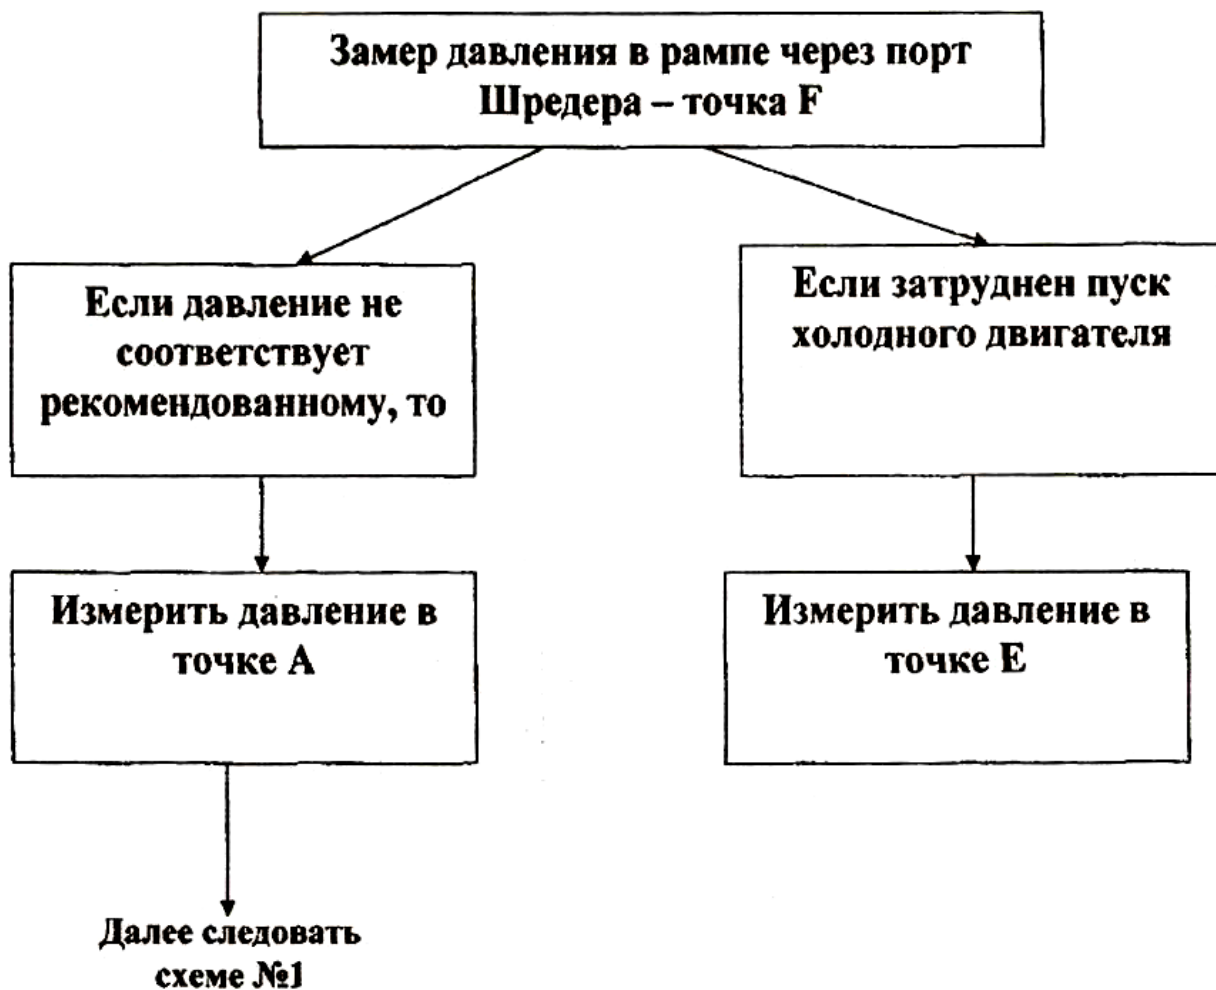 Замер давления в рампе через порт
Шредера – точка F
Если давление не
соответствует
рекомендованному, то
Если затруднен пуск
холодного двигателя
Измерить давление в
точке А
Измерить давление в
точке Е
Далее следовать
схеме №1